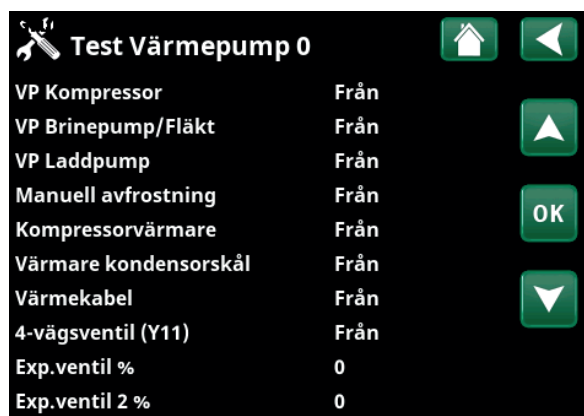 Test Värmepump 0
VP Kompressor Från
VP Brinepump/Fläkt Från
VP Laddpump Från
Manuell avfrostning Från
OK
Kompressorvärmare Från
Värmare kondensorskål Från
Värmekabel Från
4-vägsventil (Y11) Från
Exp.ventil % 0
Exp.ventil 2 % 0